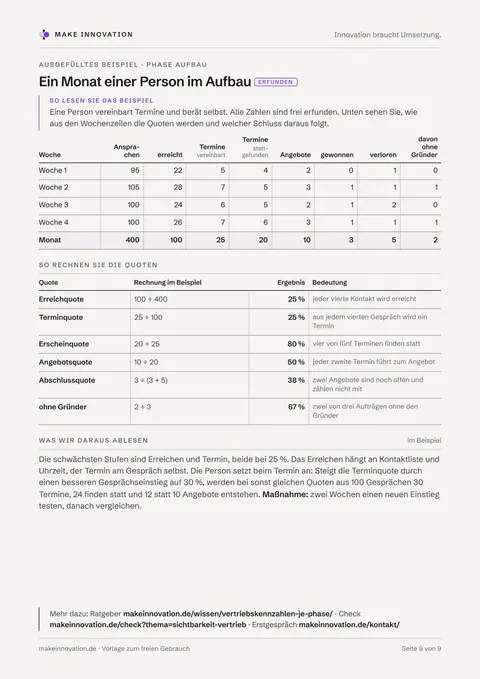 MAKE INNOVATION
Innovation braucht Umsetzung.
AUSGEFÜLLTES BEISPIEL · PHASE AUFBAU
Ein Monat einer Person im Aufbau ERFUNDEN
SO LESEN SIE DAS BEISPIEL
Eine Person vereinbart Termine und berät selbst. Alle Zahlen sind frei erfunden. Unten sehen Sie, wie
aus den Wochenzeilen die Quoten werden und welcher Schluss daraus folgt.
Woche Anspra-chen erreicht Termine vereinbart Termine statt-gefunden Angebote gewonnen verloren davon ohne Gründer
Woche 1 95 22 5 4 2 0 1 0
Woche 2 105 28 7 5 3 1 1 1
Woche 3 100 24 6 5 2 1 2 0
Woche 4 100 26 7 6 3 1 1 1
Monat 400 100 25 20 10 3 5 2
SO RECHNEN SIE DIE QUOTEN
Quote Rechnung im Beispiel Ergebnis Bedeutung
Erreichquote 100 ÷ 400 25 % jeder vierte Kontakt wird erreicht
Terminquote 25 ÷ 100 25 % aus jedem vierten Gespräch wird ein
Termin
Erscheinquote 20 ÷ 25 80 % vier von fünf Terminen finden statt
Angebotsquote 10 ÷ 20 50 % jeder zweite Termin führt zum Angebot
Abschlussquote 3 ÷ (3 + 5) 38 % zwei Angebote sind noch offen und
zählen nicht mit
ohne Gründer 2 ÷ 3 67 % zwei von drei Aufträgen ohne den
Gründer
WAS WIR DARAUS ABLESEN im Beispiel
Die schwächsten Stufen sind Erreichen und Termin, beide bei 25 %. Das Erreichen hängt an Kontaktliste und
Uhrzeit, der Termin am Gespräch selbst. Die Person setzt beim Termin an: Steigt die Terminquote durch
einen besseren Gesprächseinstieg auf 30 %, werden bei sonst gleichen Quoten aus 100 Gesprächen 30
Termine, 24 finden statt und 12 statt 10 Angebote entstehen. Maßnahme: zwei Wochen einen neuen Einstieg
testen, danach vergleichen.
Mehr dazu: Ratgeber makeinnovation.de/wissen/vertriebskennzahlen-je-phase/ · Check
makeinnovation.de/check?thema=sichtbarkeit-vertrieb · Erstgespräch makeinnovation.de/kontakt/
makeinnovation.de · Vorlage zum freien Gebrauch
Seite 9 von 9